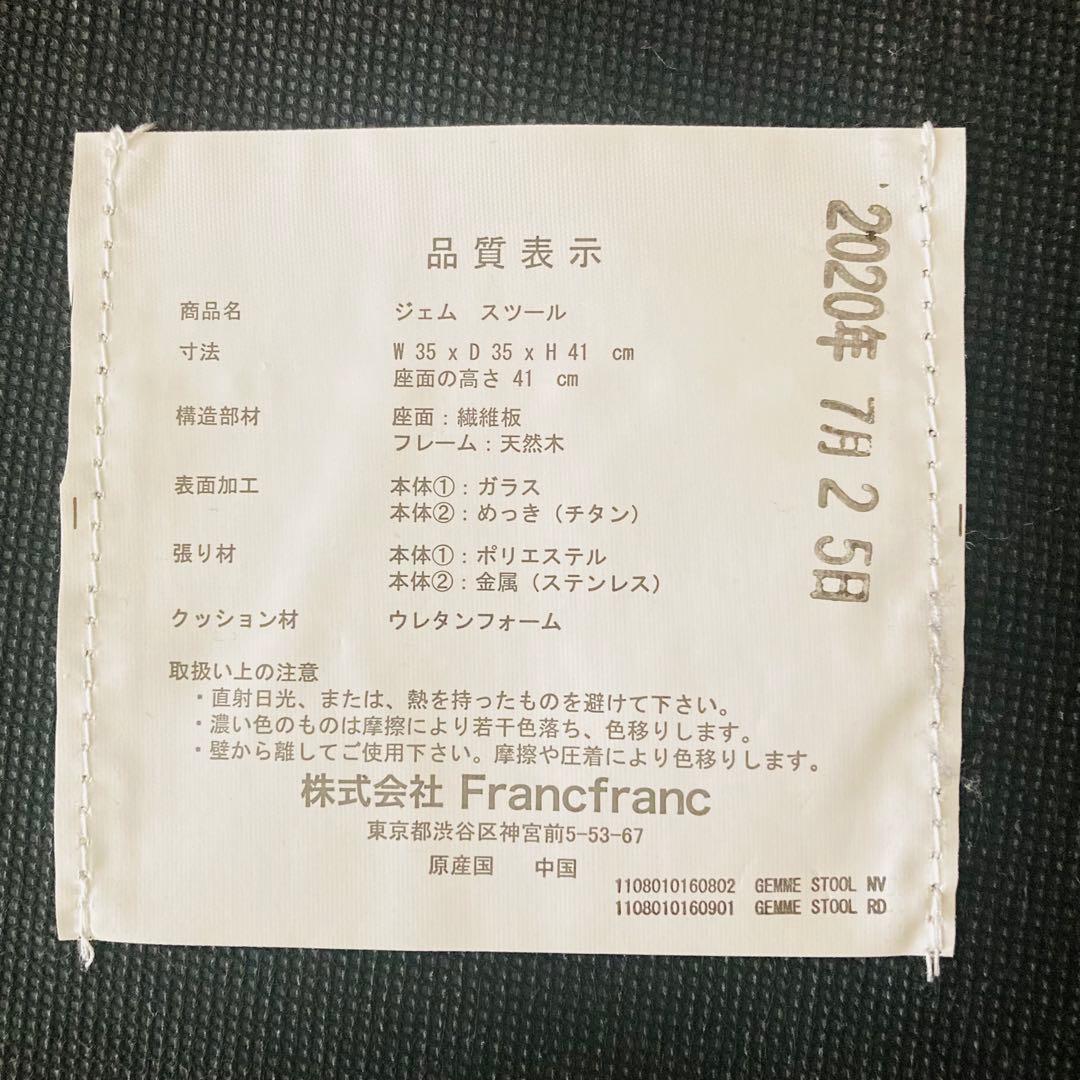 品質表示
商品名 ジェム スツール
寸法 W 35 x D 35 x H 41 cm
座面の高さ 41 cm
構造部材 座面：繊維板
フレーム：天然木
表面加工 本体①：ガラス
本体②：めっき（チタン）
張り材 本体①：ポリエステル
本体②：金属（ステンレス）
クッション材 ウレタンフォーム
取扱い上の注意
・直射日光、または、熱を持ったものを避けて下さい。
・濃い色のものは摩擦により若干色落ち、色移りします。
・壁から離してご使用下さい。摩擦や圧着により色移りします。
株式会社 Francfranc
東京都渋谷区神宮前5-53-67
原産国 中国
1108010160802 GEMME STOOL NV
1108010160901 GEMME STOOL RD
2020年 7月 25日